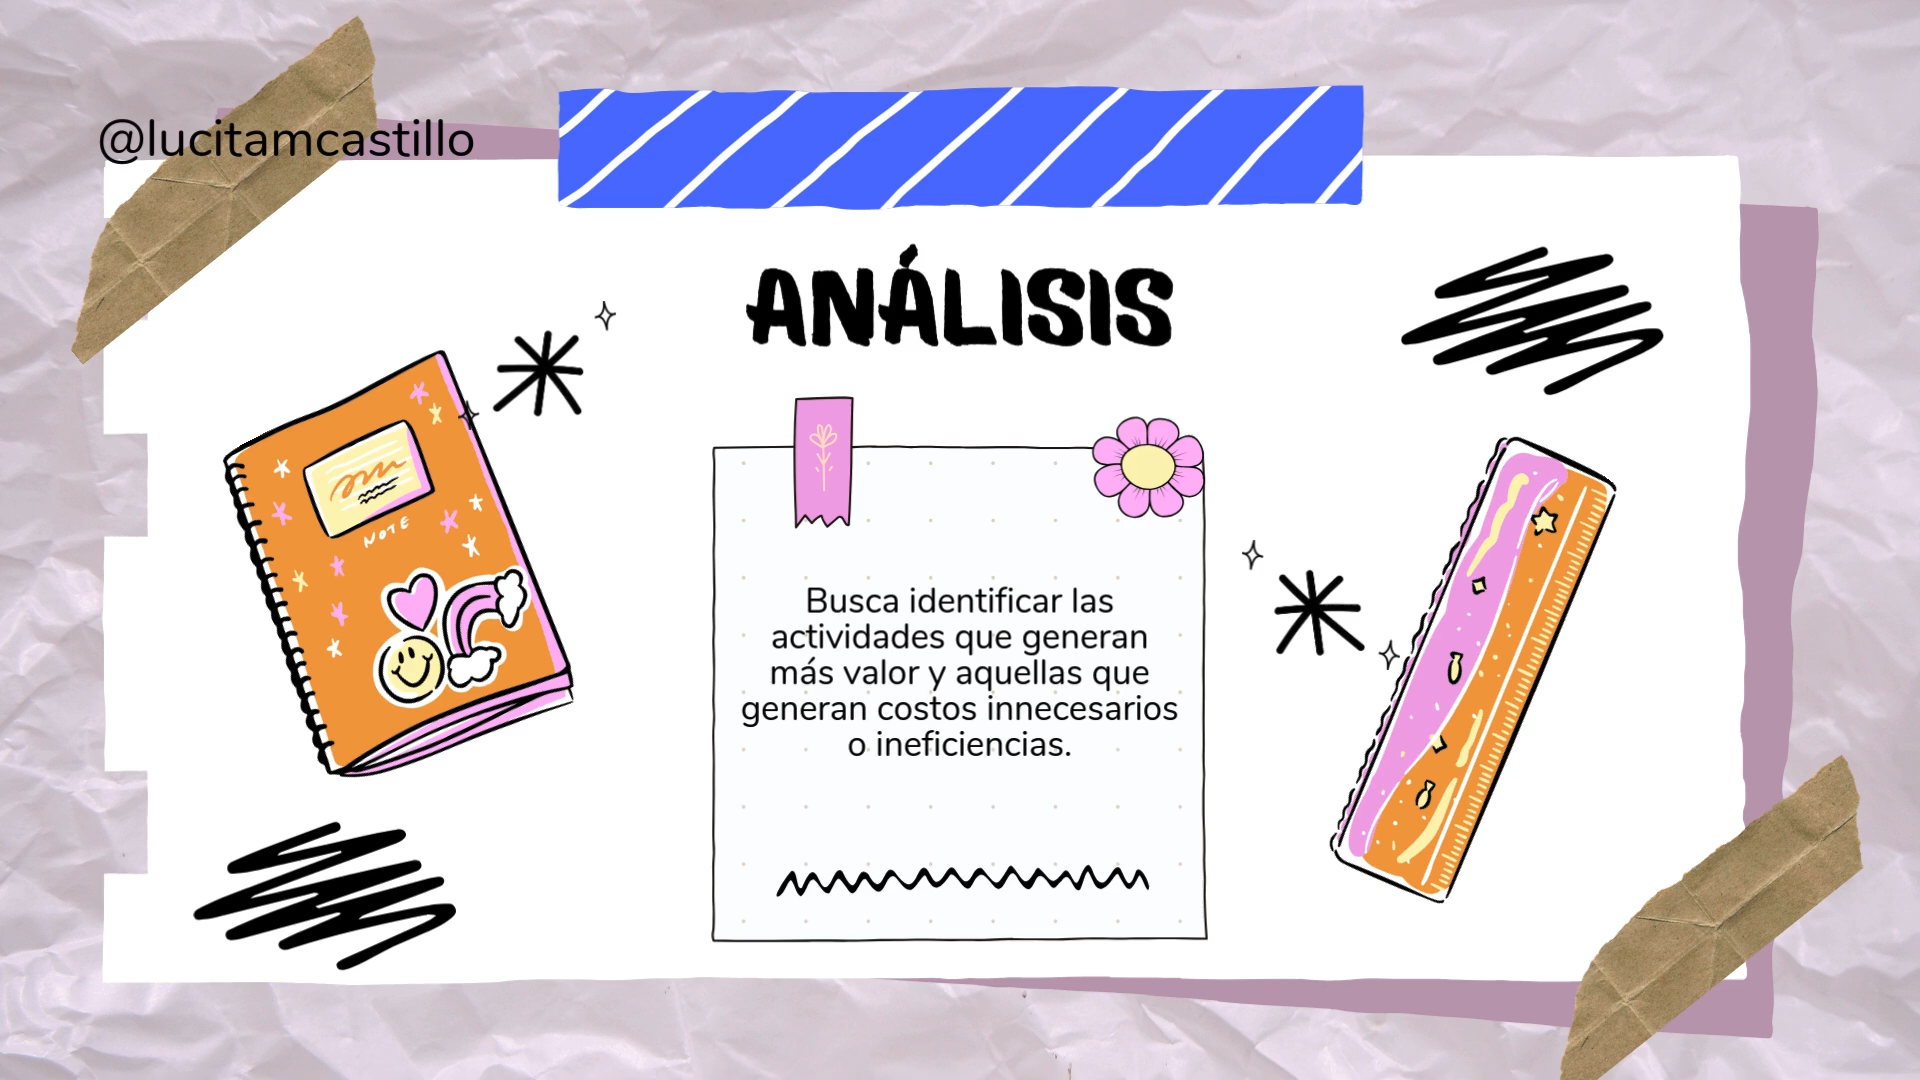 @lucitamcastillo
ANÁLISIS
NOTE
Busca identificar las
actividades que generan
más valor y aquellas que
generan costos innecesarios
o ineficiencias.